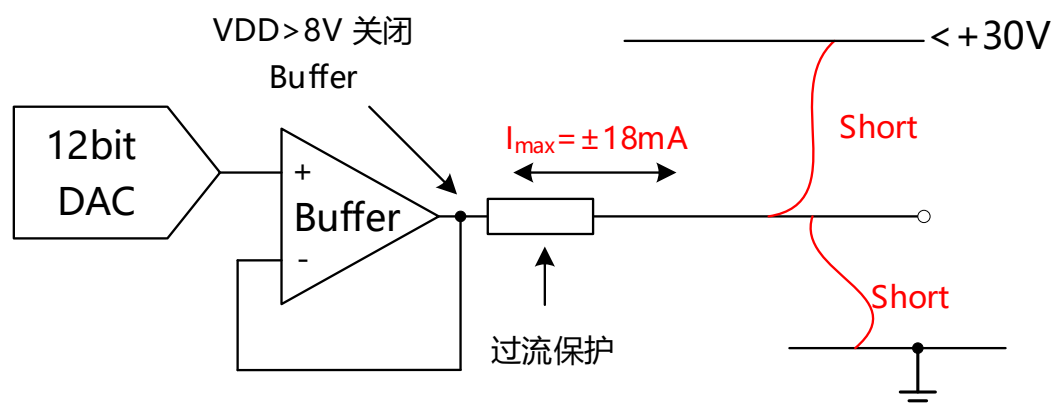 VDD>8V 关闭
Buffer
<+30V
12bit
DAC
+
Buffer
-
Imax=±18mA
Short
Short
过流保护